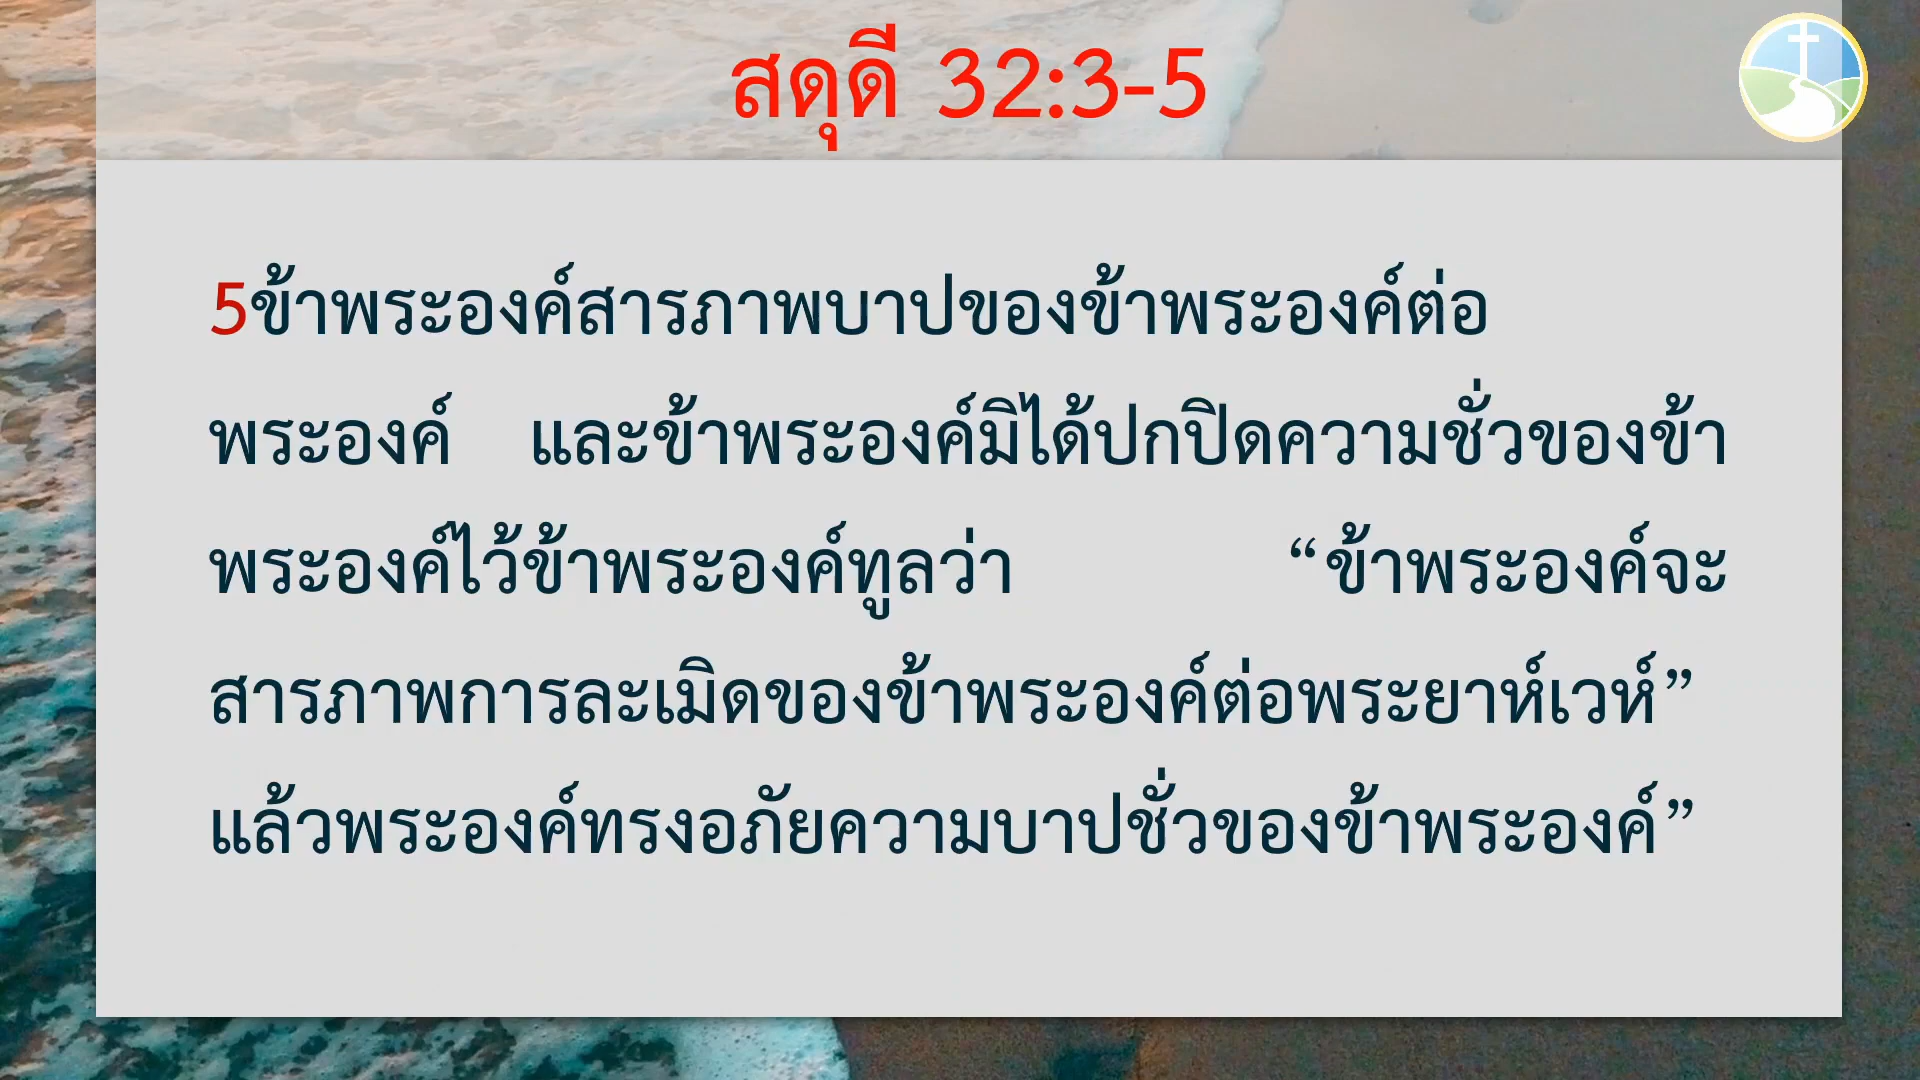 สดุดี 32:3-5
5ข้าพระองค์สารภาพบาปของข้าพระองค์ต่อ
พระองค์ และข้าพระองค์มิได้ปกปิดความชั่วของข้า
พระองค์ไว้ข้าพระองค์ทูลว่า “ข้าพระองค์จะ
สารภาพการละเมิดของข้าพระองค์ต่อพระยาห์เวห์”
แล้วพระองค์ทรงอภัยความบาปชั่วของข้าพระองค์”